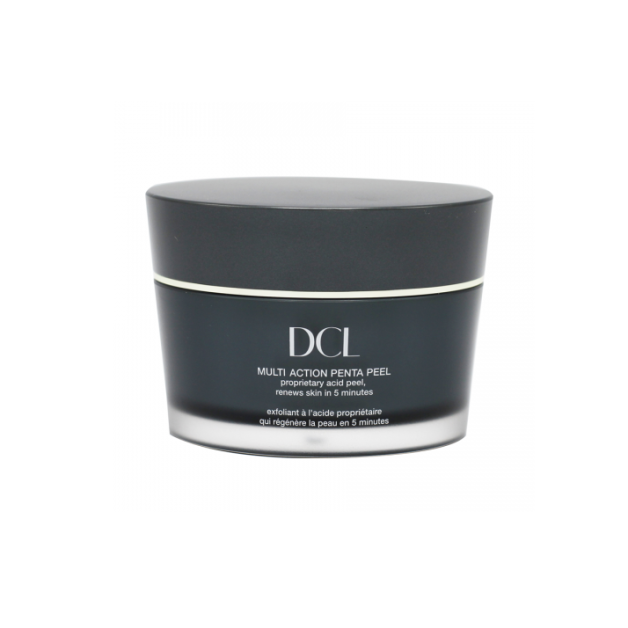 DCL
MULTI ACTION PENTA PEEL
proprietary acid peel,
renews skin in 5 minutes
exfoliant à l'acide propriétaire
qui régénère la peau en 5 minutes